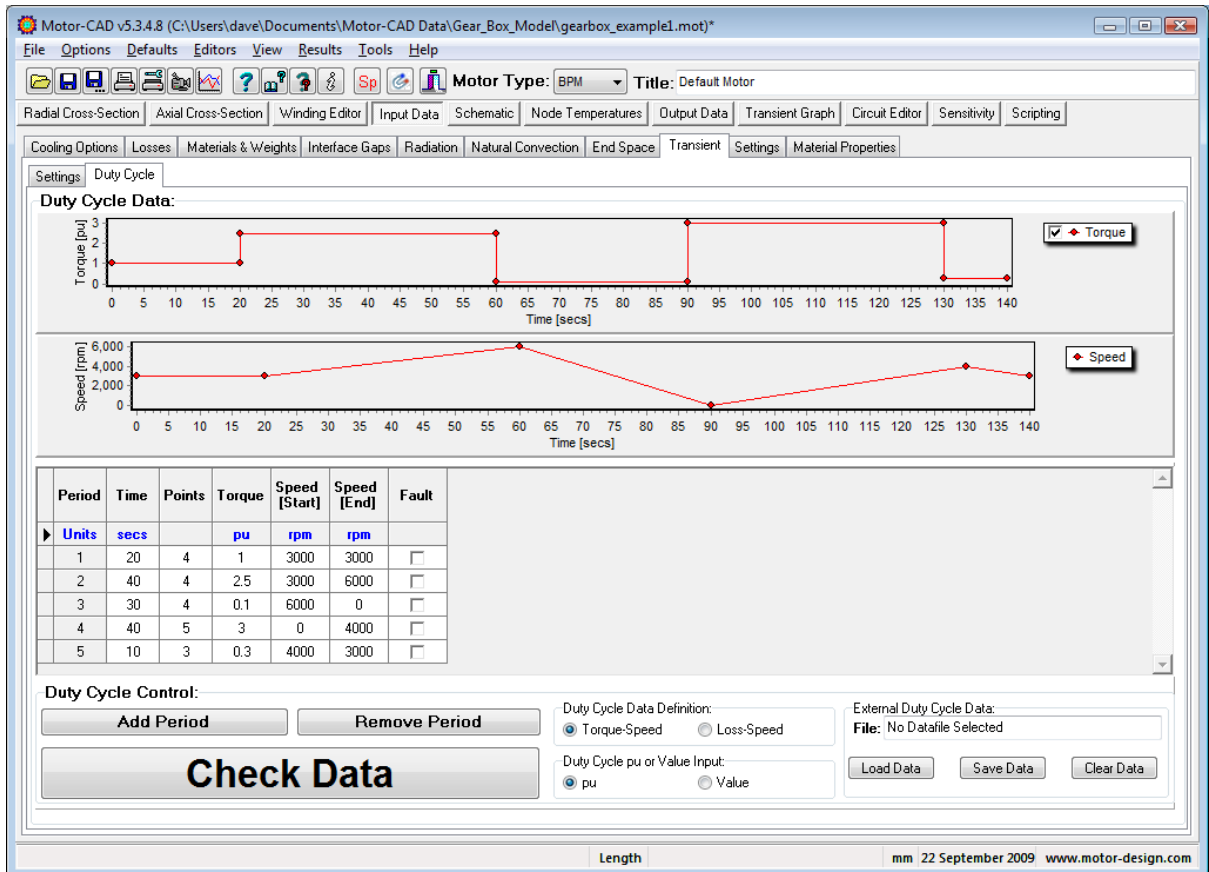 Motor-CAD v5.3.4.8 (C:\Users\dave\Documents\Motor-CAD Data\Gear_Box_Model\gearbox_example1.mot)*
File Options Defaults Editors View Results Tools Help
Sp Motor Type: BPM Title: Default Motor
Radial Cross-Section Axial Cross-Section Winding Editor Input Data Schematic Node Temperatures Output Data Transient Graph Circuit Editor Sensitivity Scripting
Cooling Options Losses Materials & Weights Interface Gaps Radiation Natural Convection End Space Transient Settings Material Properties
Settings Duty Cycle
Duty Cycle Data:
Torque [pu]
3
2
1
0
0 5 10 15 20 25 30 35 40 45 50 55 60 65 70 75 80 85 90 95 100 105 110 115 120 125 130 135 140
Time [secs]
Torque
Speed [rpm]
6,000
4,000
2,000
0
0 5 10 15 20 25 30 35 40 45 50 55 60 65 70 75 80 85 90 95 100 105 110 115 120 125 130 135 140
Time [secs]
Speed
Period Time Points Torque Speed [Start] Speed [End] Fault
Units secs pu rpm rpm
1 20 4 1 3000 3000
2 40 4 2.5 3000 6000
3 30 4 0.1 6000 0
4 40 5 3 0 4000
5 10 3 0.3 4000 3000
Duty Cycle Control:
Add Period Remove Period
Check Data
Duty Cycle Data Definition:
Torque-Speed Loss-Speed
Duty Cycle pu or Value Input:
pu Value
External Duty Cycle Data:
File: No Datafile Selected
Load Data Save Data Clear Data
Length mm 22 September 2009 www.motor-design.com